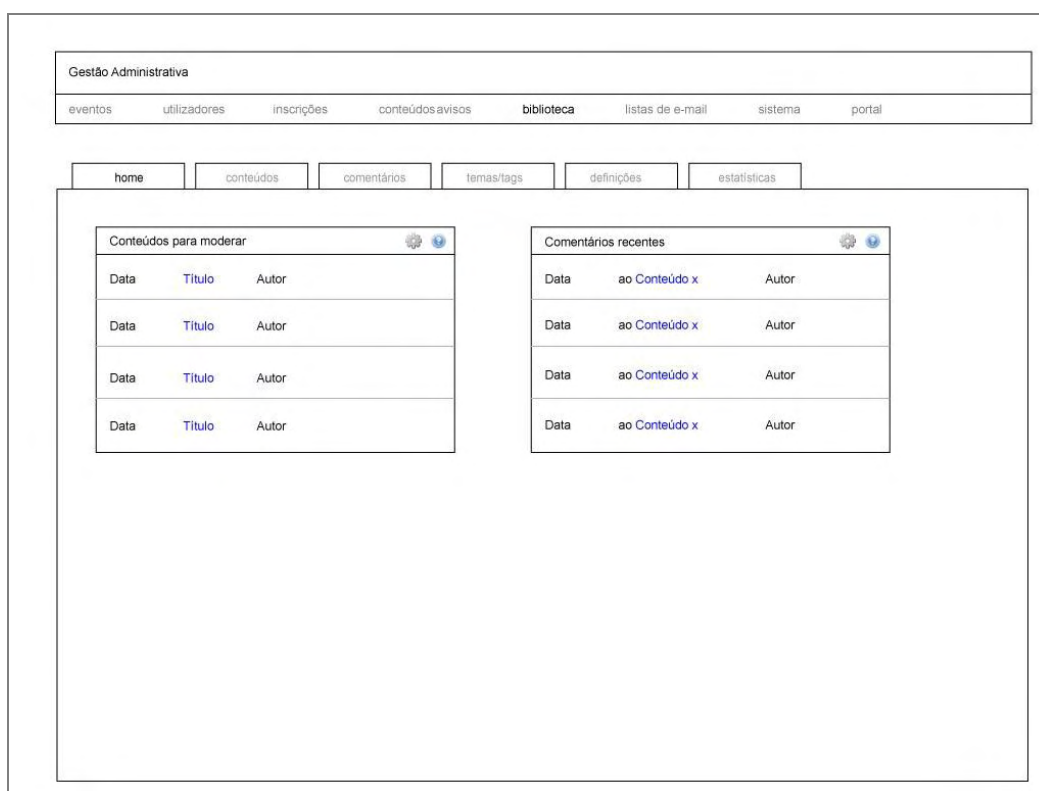 Gestão Administrativa
eventos utilizadores inscrições conteúdos avisos biblioteca listas de e-mail sistema portal
home conteúdos comentários temas/tags definições estatísticas
Conteúdos para moderar
Data Título Autor
Data Título Autor
Data Título Autor
Data Título Autor
Comentários recentes
Data ao Conteúdo x Autor
Data ao Conteúdo x Autor
Data ao Conteúdo x Autor
Data ao Conteúdo x Autor